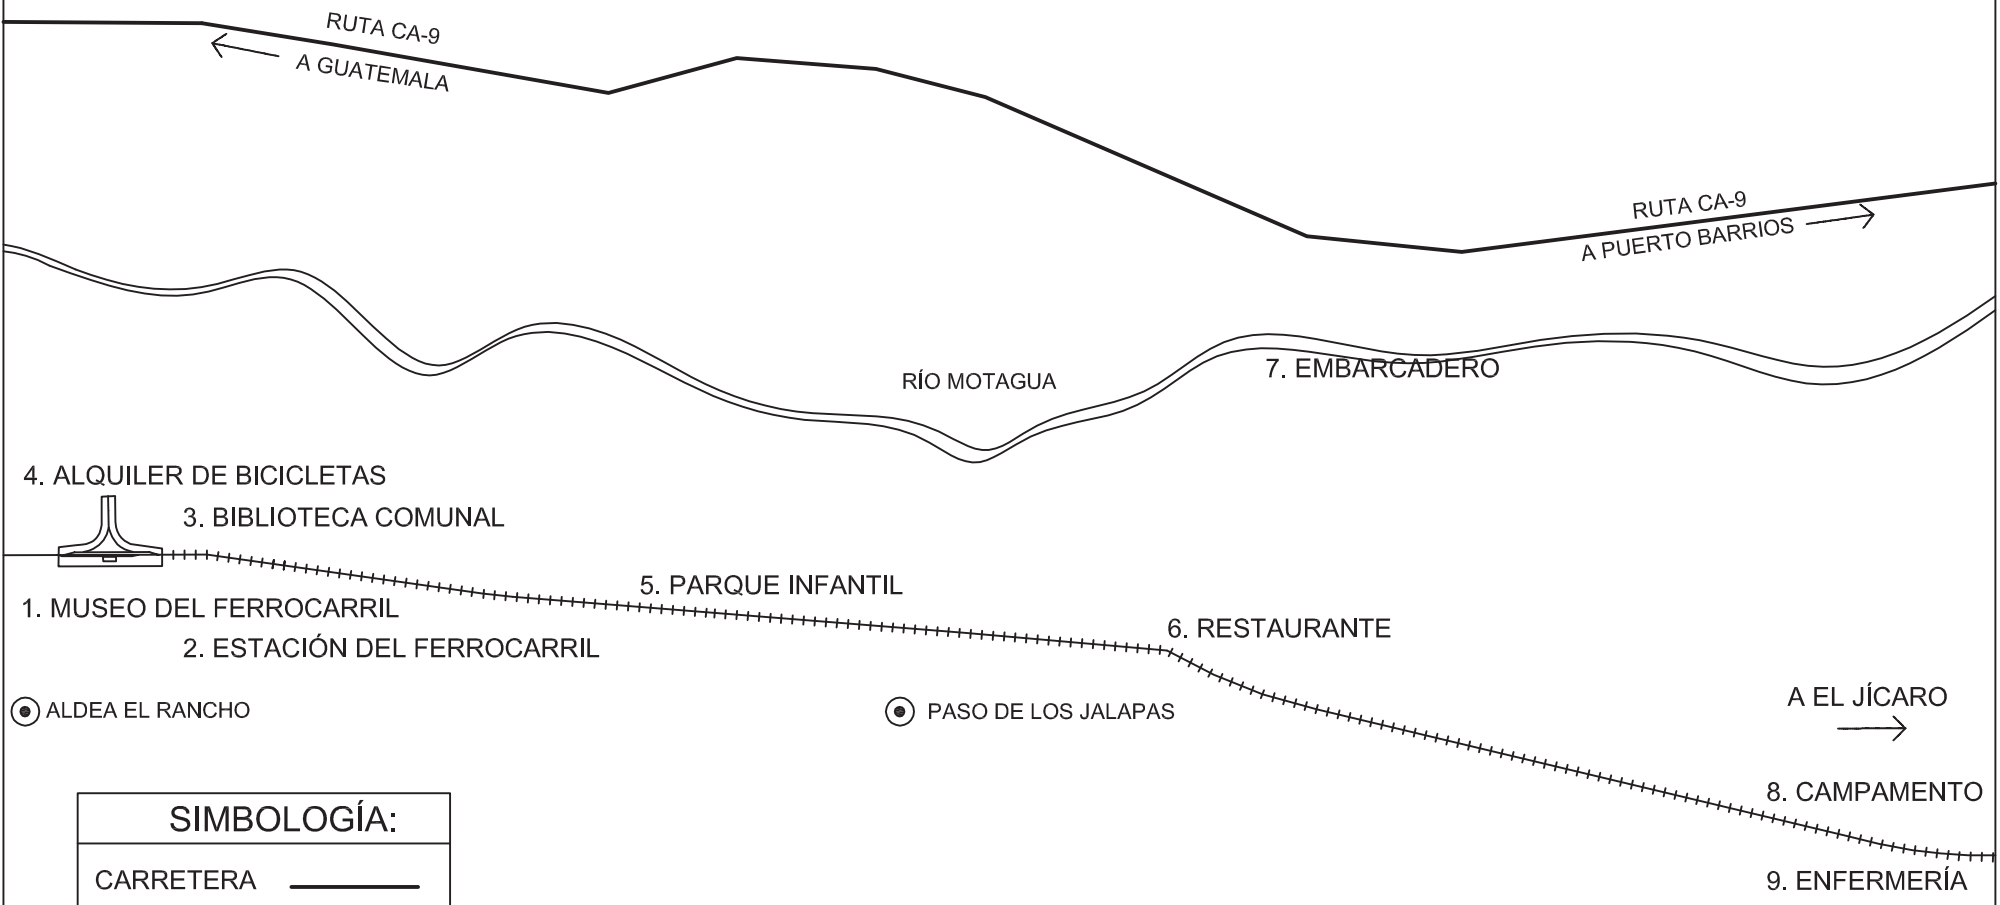 RUTA CA-9
A GUATEMALA
RUTA CA-9
A PUERTO BARRIOS
RÍO MOTAGUA
7. EMBARCADERO
4. ALQUILER DE BICICLETAS
3. BIBLIOTECA COMUNAL
5. PARQUE INFANTIL
1. MUSEO DEL FERROCARRIL
6. RESTAURANTE
2. ESTACIÓN DEL FERROCARRIL
A EL JÍCARO
ALDEA EL RANCHO
PASO DE LOS JALAPAS
8. CAMPAMENTO
SIMBOLOGÍA:
CARRETERA
9. ENFERMERÍA